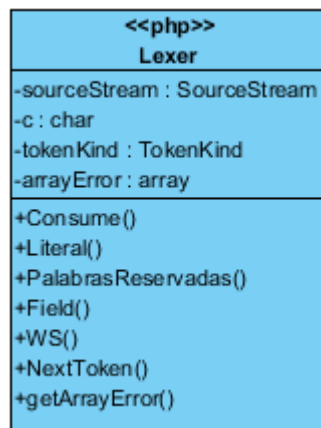 <<php>>
Lexer
-sourceStream : SourceStream
-c : char
-tokenKind : TokenKind
-arrayError : array
+Consume()
+Literal()
+PalabrasReservadas()
+Field()
+WS()
+NextToken()
+getArrayError()